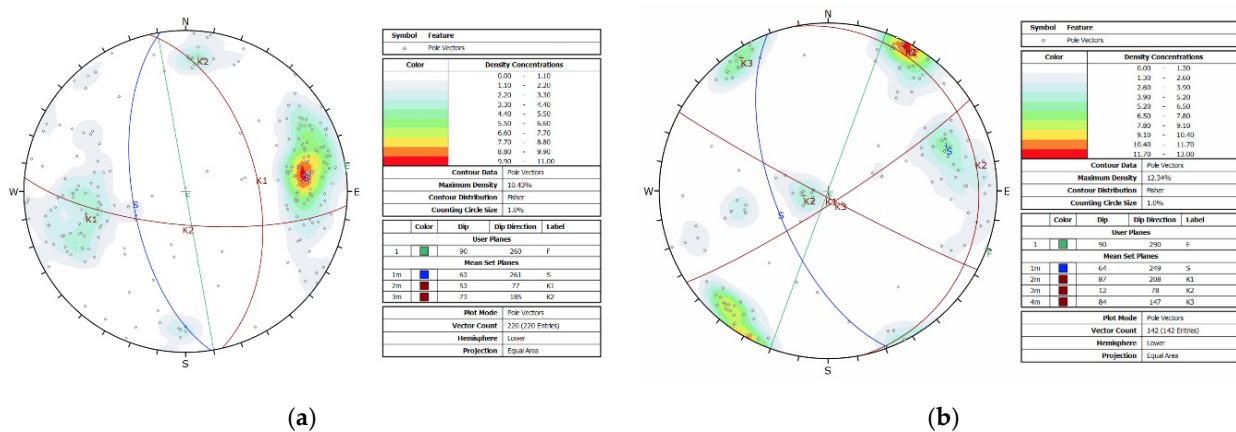 N
K2
K1
E
W
E
E
K1
S
K2
S
Symbol Feature
Pole Vectors
Color Density Concentrations
0.00 - 1.10
1.10 - 2.20
2.20 - 3.30
3.30 - 4.40
4.40 - 5.50
5.50 - 6.60
6.60 - 7.70
7.70 - 8.80
8.80 - 9.90
9.90 - 11.00
Contour Data Pole Vectors
Maximum Density 10.43%
Contour Distribution Fisher
Counting Circle Size 1.0%
Color Dip Dip Direction Label
User Planes
1 90 260 F
Mean Set Planes
1m 63 261 S
2m 53 77 K1
3m 73 185 K2
Plot Mode Pole Vectors
Vector Count 220 (220 Entries)
Hemisphere Lower
Projection Equal Area
(a)
N
K1
K3
S
K2
W
E
K2
K1
K3
S
S
Symbol Feature
Pole Vectors
Color Density Concentrations
0.00 - 1.30
1.30 - 2.60
2.60 - 3.90
3.90 - 5.20
5.20 - 6.50
6.50 - 7.80
7.80 - 9.10
9.10 - 10.40
10.40 - 11.70
11.70 - 13.00
Contour Data Pole Vectors
Maximum Density 12.34%
Contour Distribution Fisher
Counting Circle Size 1.0%
Color Dip Dip Direction Label
User Planes
1 90 290 F
Mean Set Planes
1m 64 249 S
2m 87 208 K1
3m 12 78 K2
4m 84 147 K3
Plot Mode Pole Vectors
Vector Count 142 (142 Entries)
Hemisphere Lower
Projection Equal Area
(b)